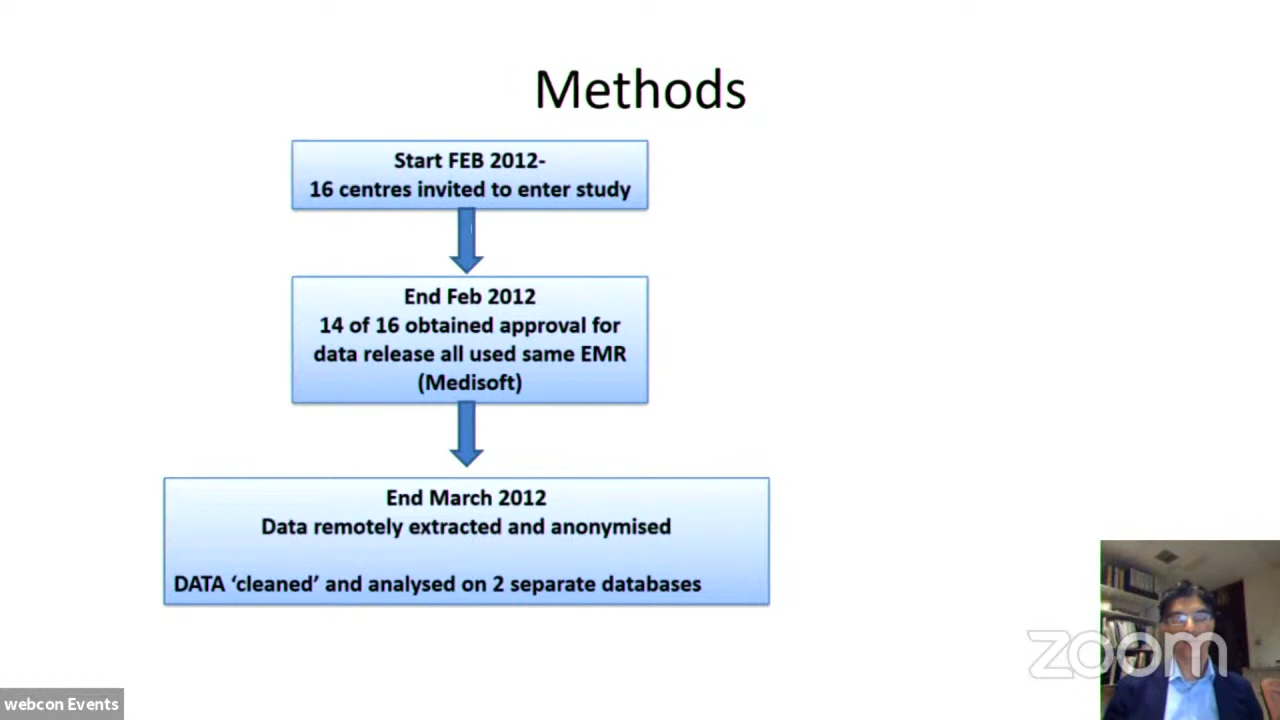 Methods
Start FEB 2012-
16 centres invited to enter study
End Feb 2012
14 of 16 obtained approval for
data release all used same EMR
(Medisoft)
End March 2012
Data remotely extracted and anonymised
DATA ‘cleaned’ and analysed on 2 separate databases
zoom
webcon Events